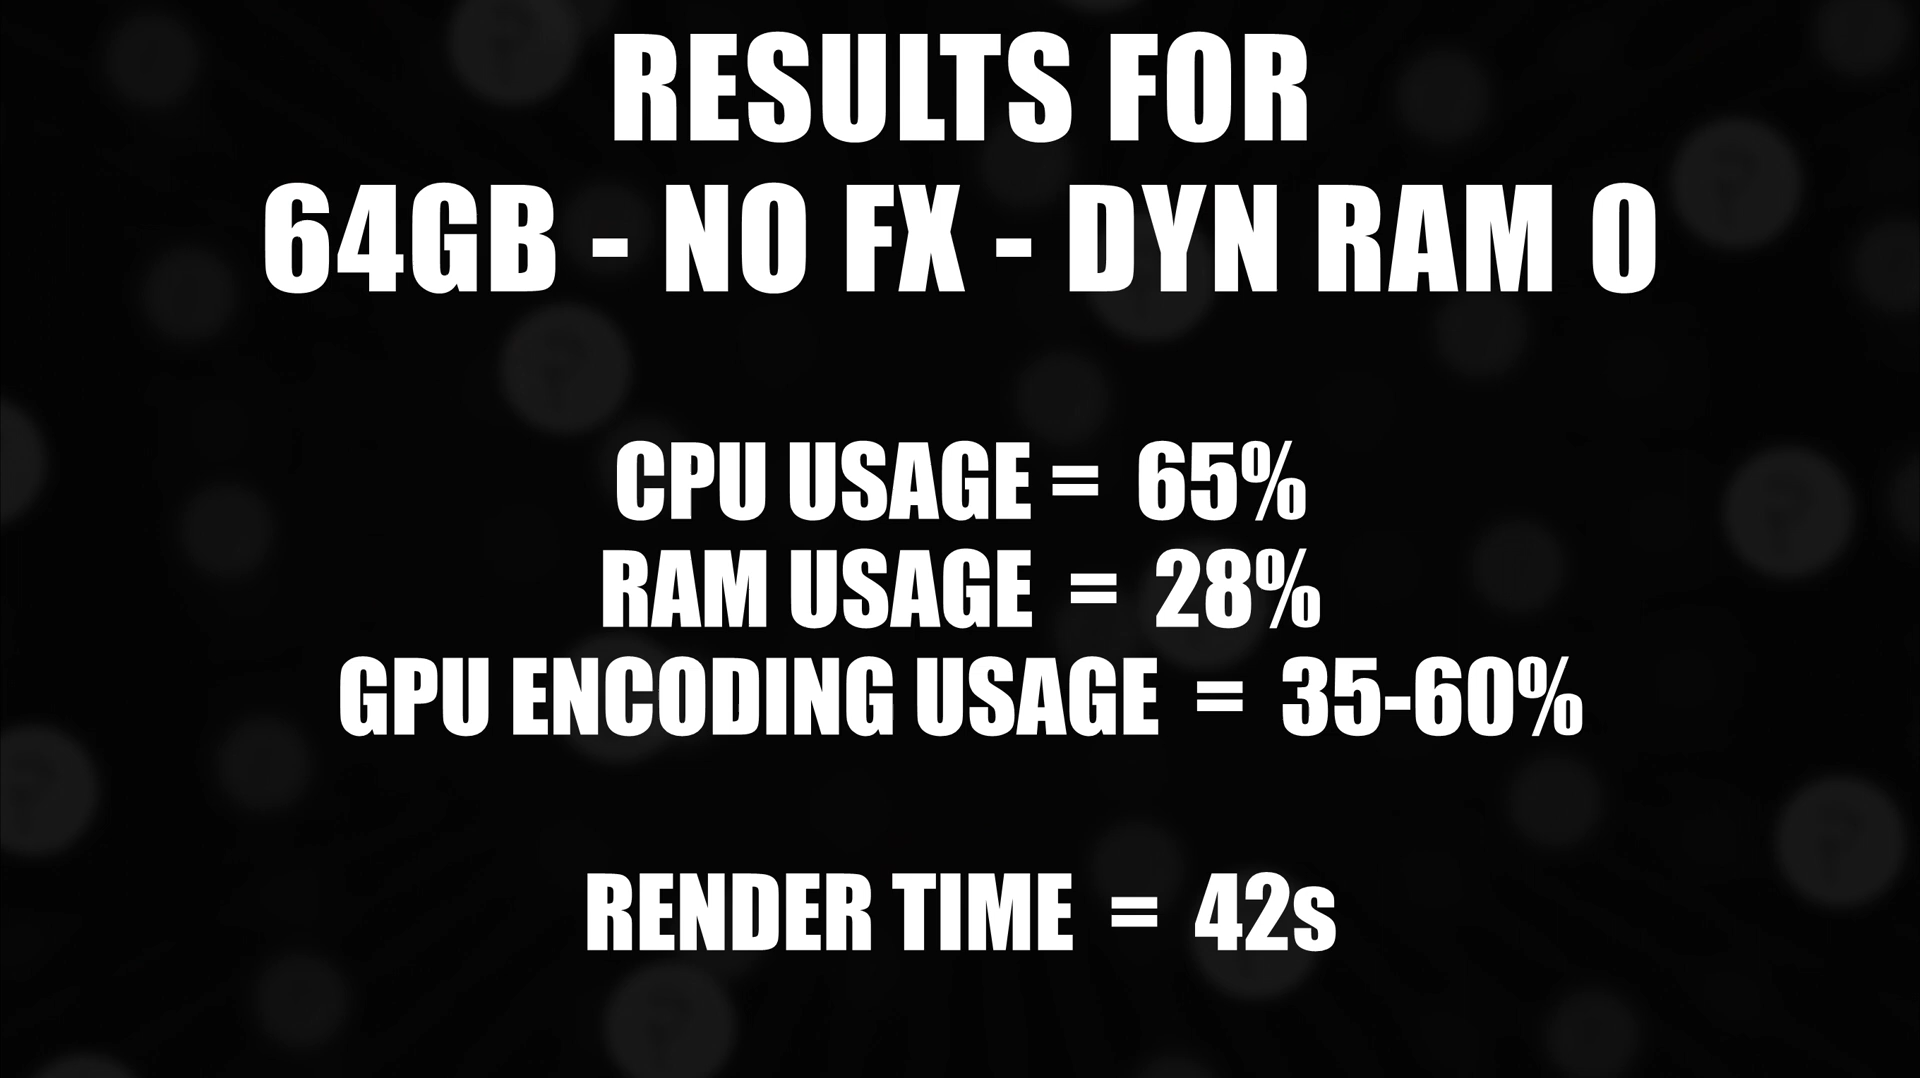 RESULTS FOR
64GB - NO FX - DYN RAM 0
CPU USAGE = 65%
RAM USAGE = 28%
GPU ENCODING USAGE = 35-60%
RENDER TIME = 42s